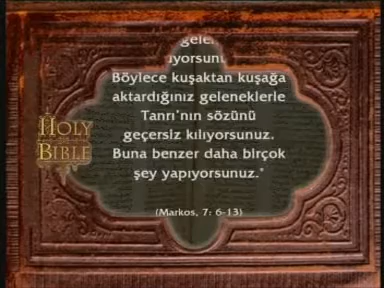 HOLY
BIBLE
Böylece kuşaktan kuşağa
aktardığınız geleneklerle
Tanrı'nın sözünü
geçersiz kılıyorsunuz.
Buna benzer daha birçok
şey yapıyorsunuz."
(Markos, 7: 6-13)